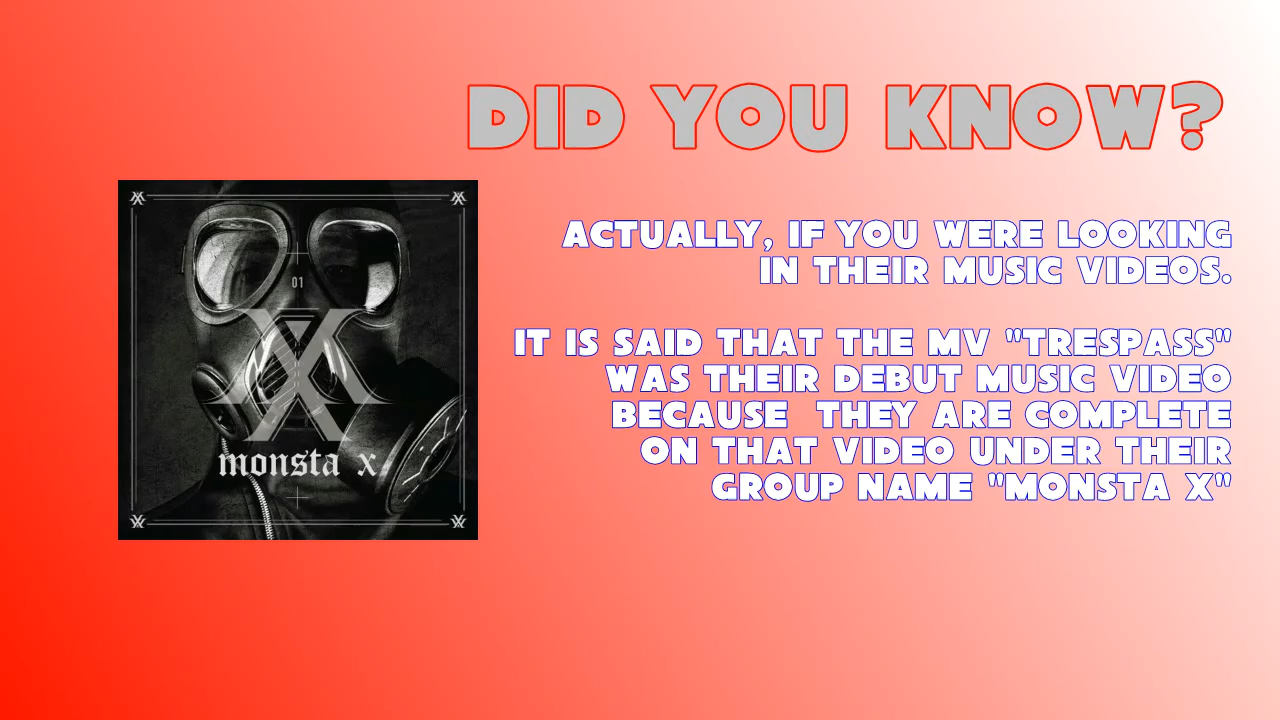 DID YOU KNOW?
01
monsta x
ACTUALLY, IF YOU WERE LOOKING
IN THEIR MUSIC VIDEOS.
IT IS SAID THAT THE MV "TRESPASS"
WAS THEIR DEBUT MUSIC VIDEO
BECAUSE THEY ARE COMPLETE
ON THAT VIDEO UNDER THEIR
GROUP NAME "MONSTA X"